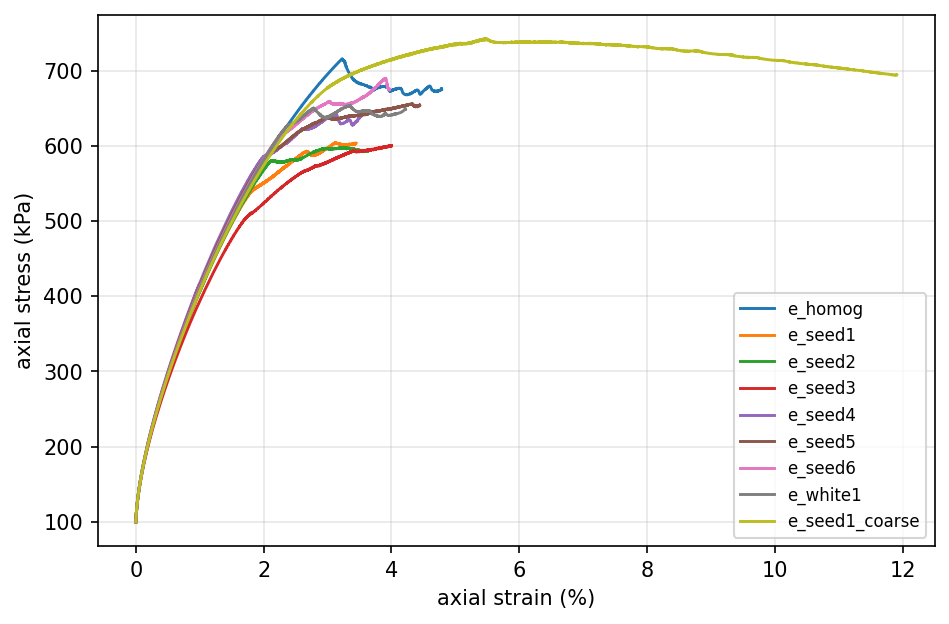 700
600
500
400
300
200
100
axial stress (kPa)
e_homog
e_seed1
e_seed2
e_seed3
e_seed4
e_seed5
e_seed6
e_white1
e_seed1_coarse
0 2 4 6 8 10 12
axial strain (%)